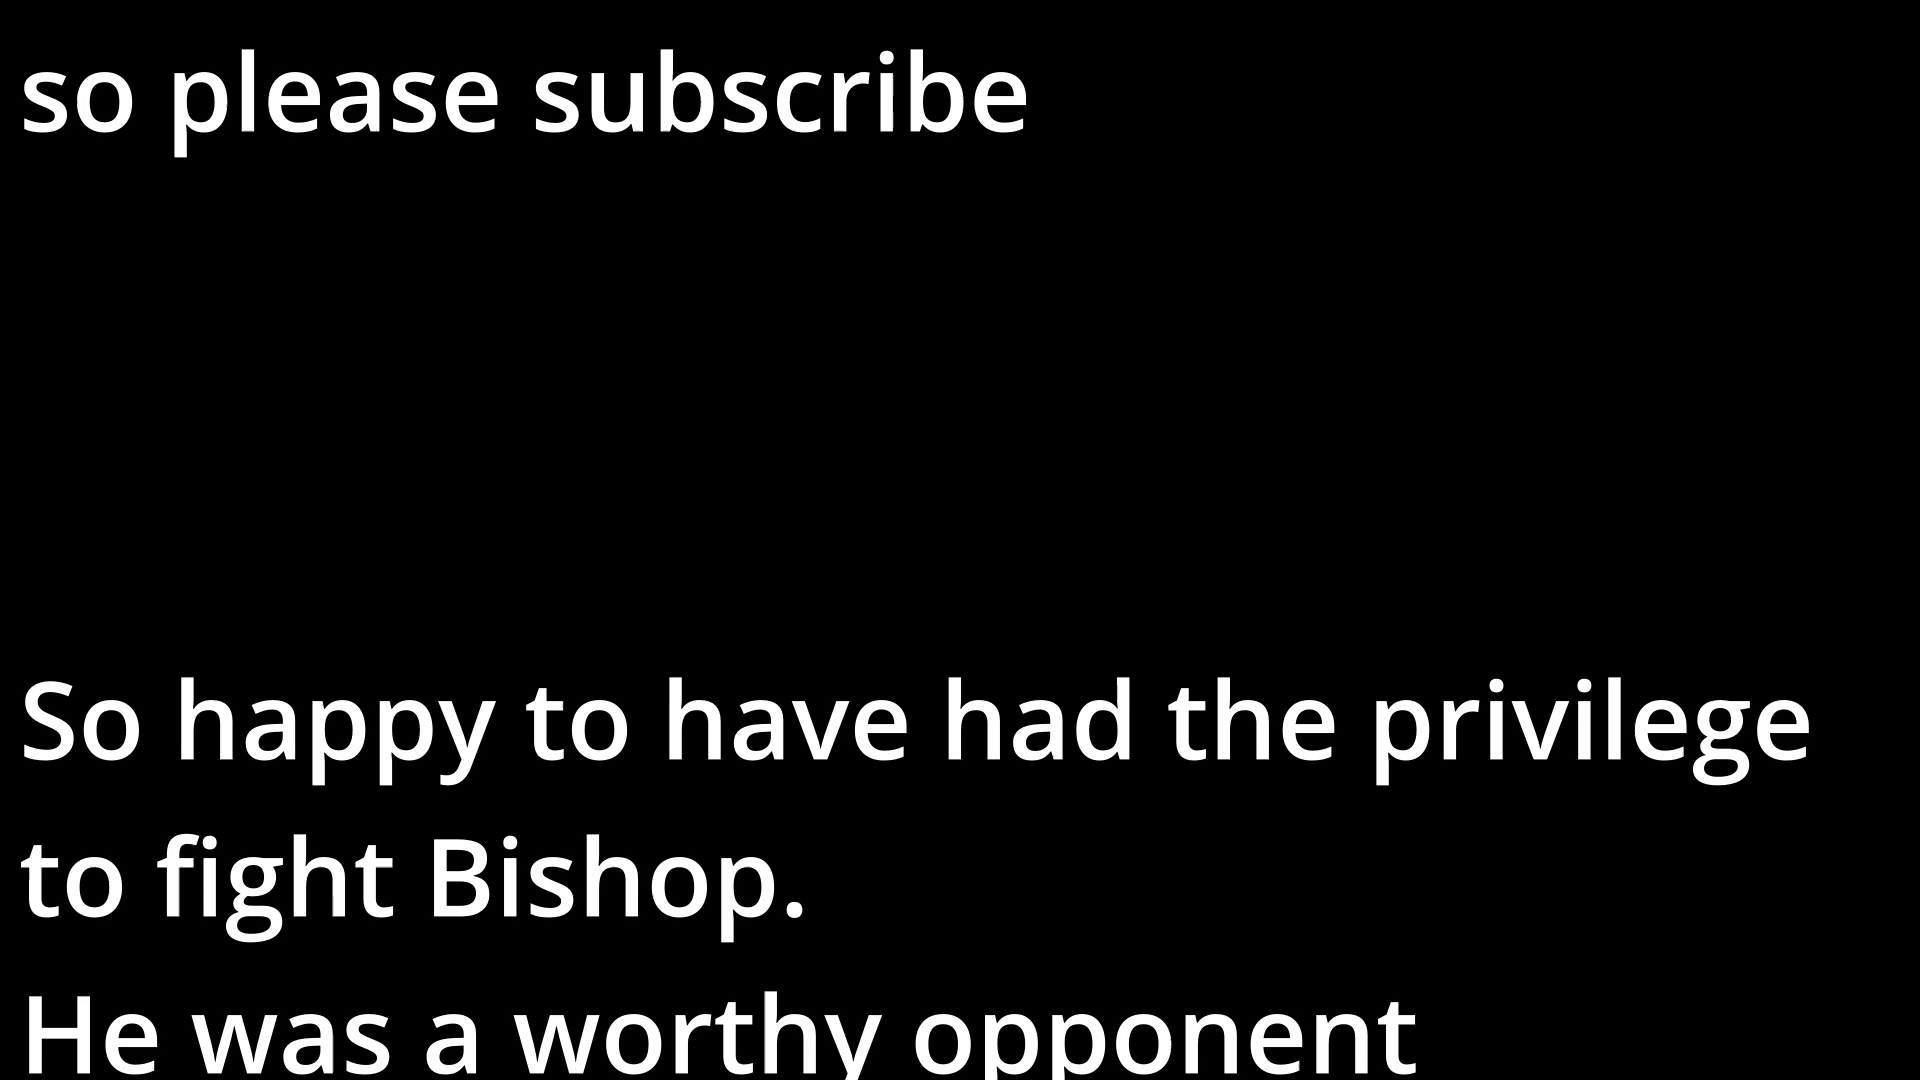 so please subscribe
So happy to have had the privilege
to fight Bishop.
He was a worthy opponent